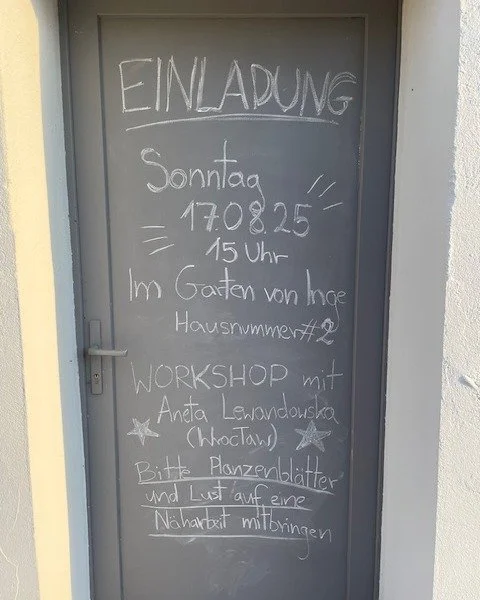 EINLADUNG
Sonntag
17.08.25
15 Uhr
Im Garten von Inge
Hausnummer #2
WORKSHOP mit
Aneta Lewandowska
(Wrocław)
Bitte Planzenblätter
und Lust auf eine
Näharbeit mitbringen